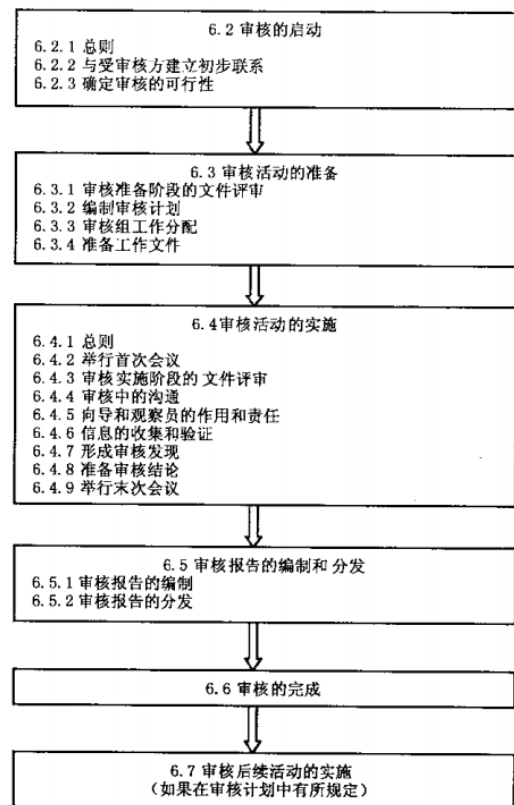 6.2 审核的启动
6.2.1 总则
6.2.2 与受审核方建立初步联系
6.2.3 确定审核的可行性
6.3 审核活动的准备
6.3.1 审核准备阶段的文件评审
6.3.2 编制审核计划
6.3.3 审核组工作分配
6.3.4 准备工作文件
6.4审核活动的实施
6.4.1 总则
6.4.2 举行首次会议
6.4.3 审核实施阶段的文件评审
6.4.4 审核中的沟通
6.4.5 向导和观察员的作用和责任
6.4.6 信息的收集和验证
6.4.7 形成审核发现
6.4.8 准备审核结论
6.4.9 举行末次会议
6.5 审核报告的编制和分发
6.5.1 审核报告的编制
6.5.2 审核报告的分发
6.6 审核的完成
6.7 审核后续活动的实施
(如果在审核计划中有所规定)